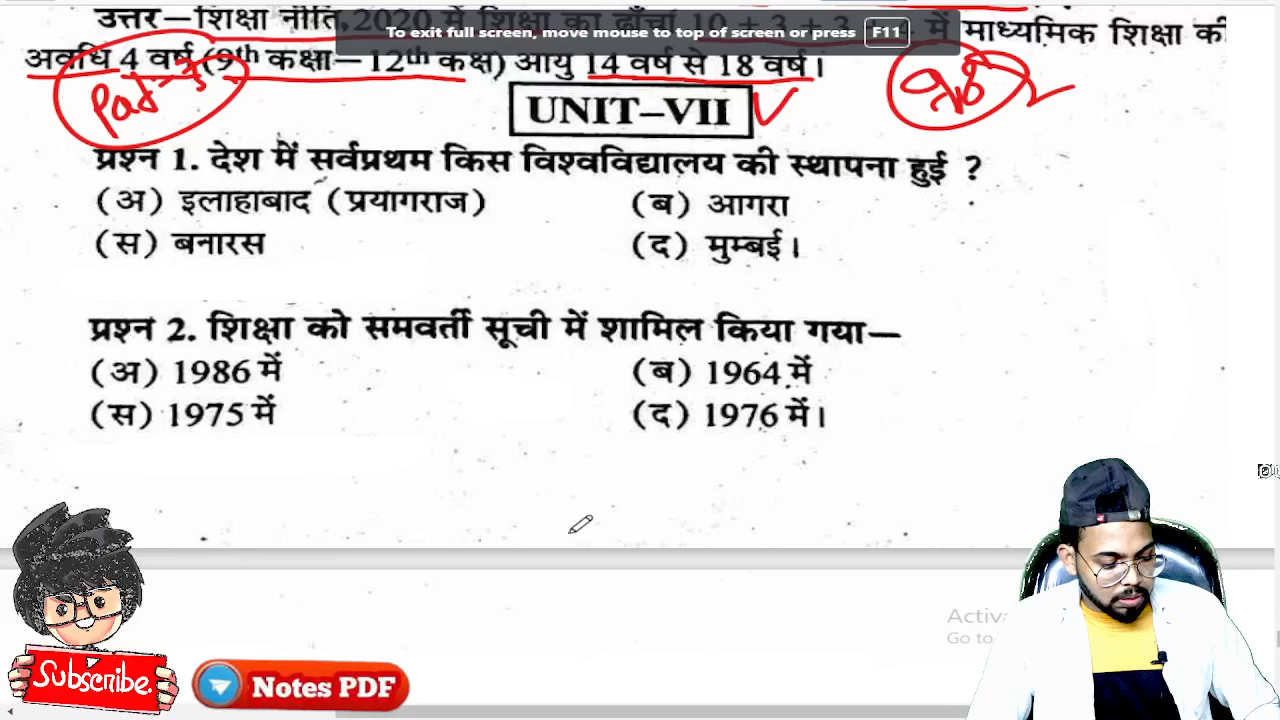 उत्तर—शिक्षा नीति, 2020 में शिक्षा का ढाँचा 10 + 3 + 3 + 4 में माध्यमिक शिक्षा की
To exit full screen, move mouse to top of screen or press F11
अवधि 4 वर्ष (9th कक्षा— 12th कक्ष) आयु 14 वर्ष से 18 वर्ष।
UNIT–VII
प्रश्न 1. देश में सर्वप्रथम किस विश्वविद्यालय की स्थापना हुई ?
(अ) इलाहाबाद (प्रयागराज) (ब) आगरा
(स) बनारस (द) मुम्बई।
प्रश्न 2. शिक्षा को समवर्ती सूची में शामिल किया गया—
(अ) 1986 में (ब) 1964 में
(स) 1975 में (द) 1976 में।
Activa
Go to
Subscribe.
Notes PDF